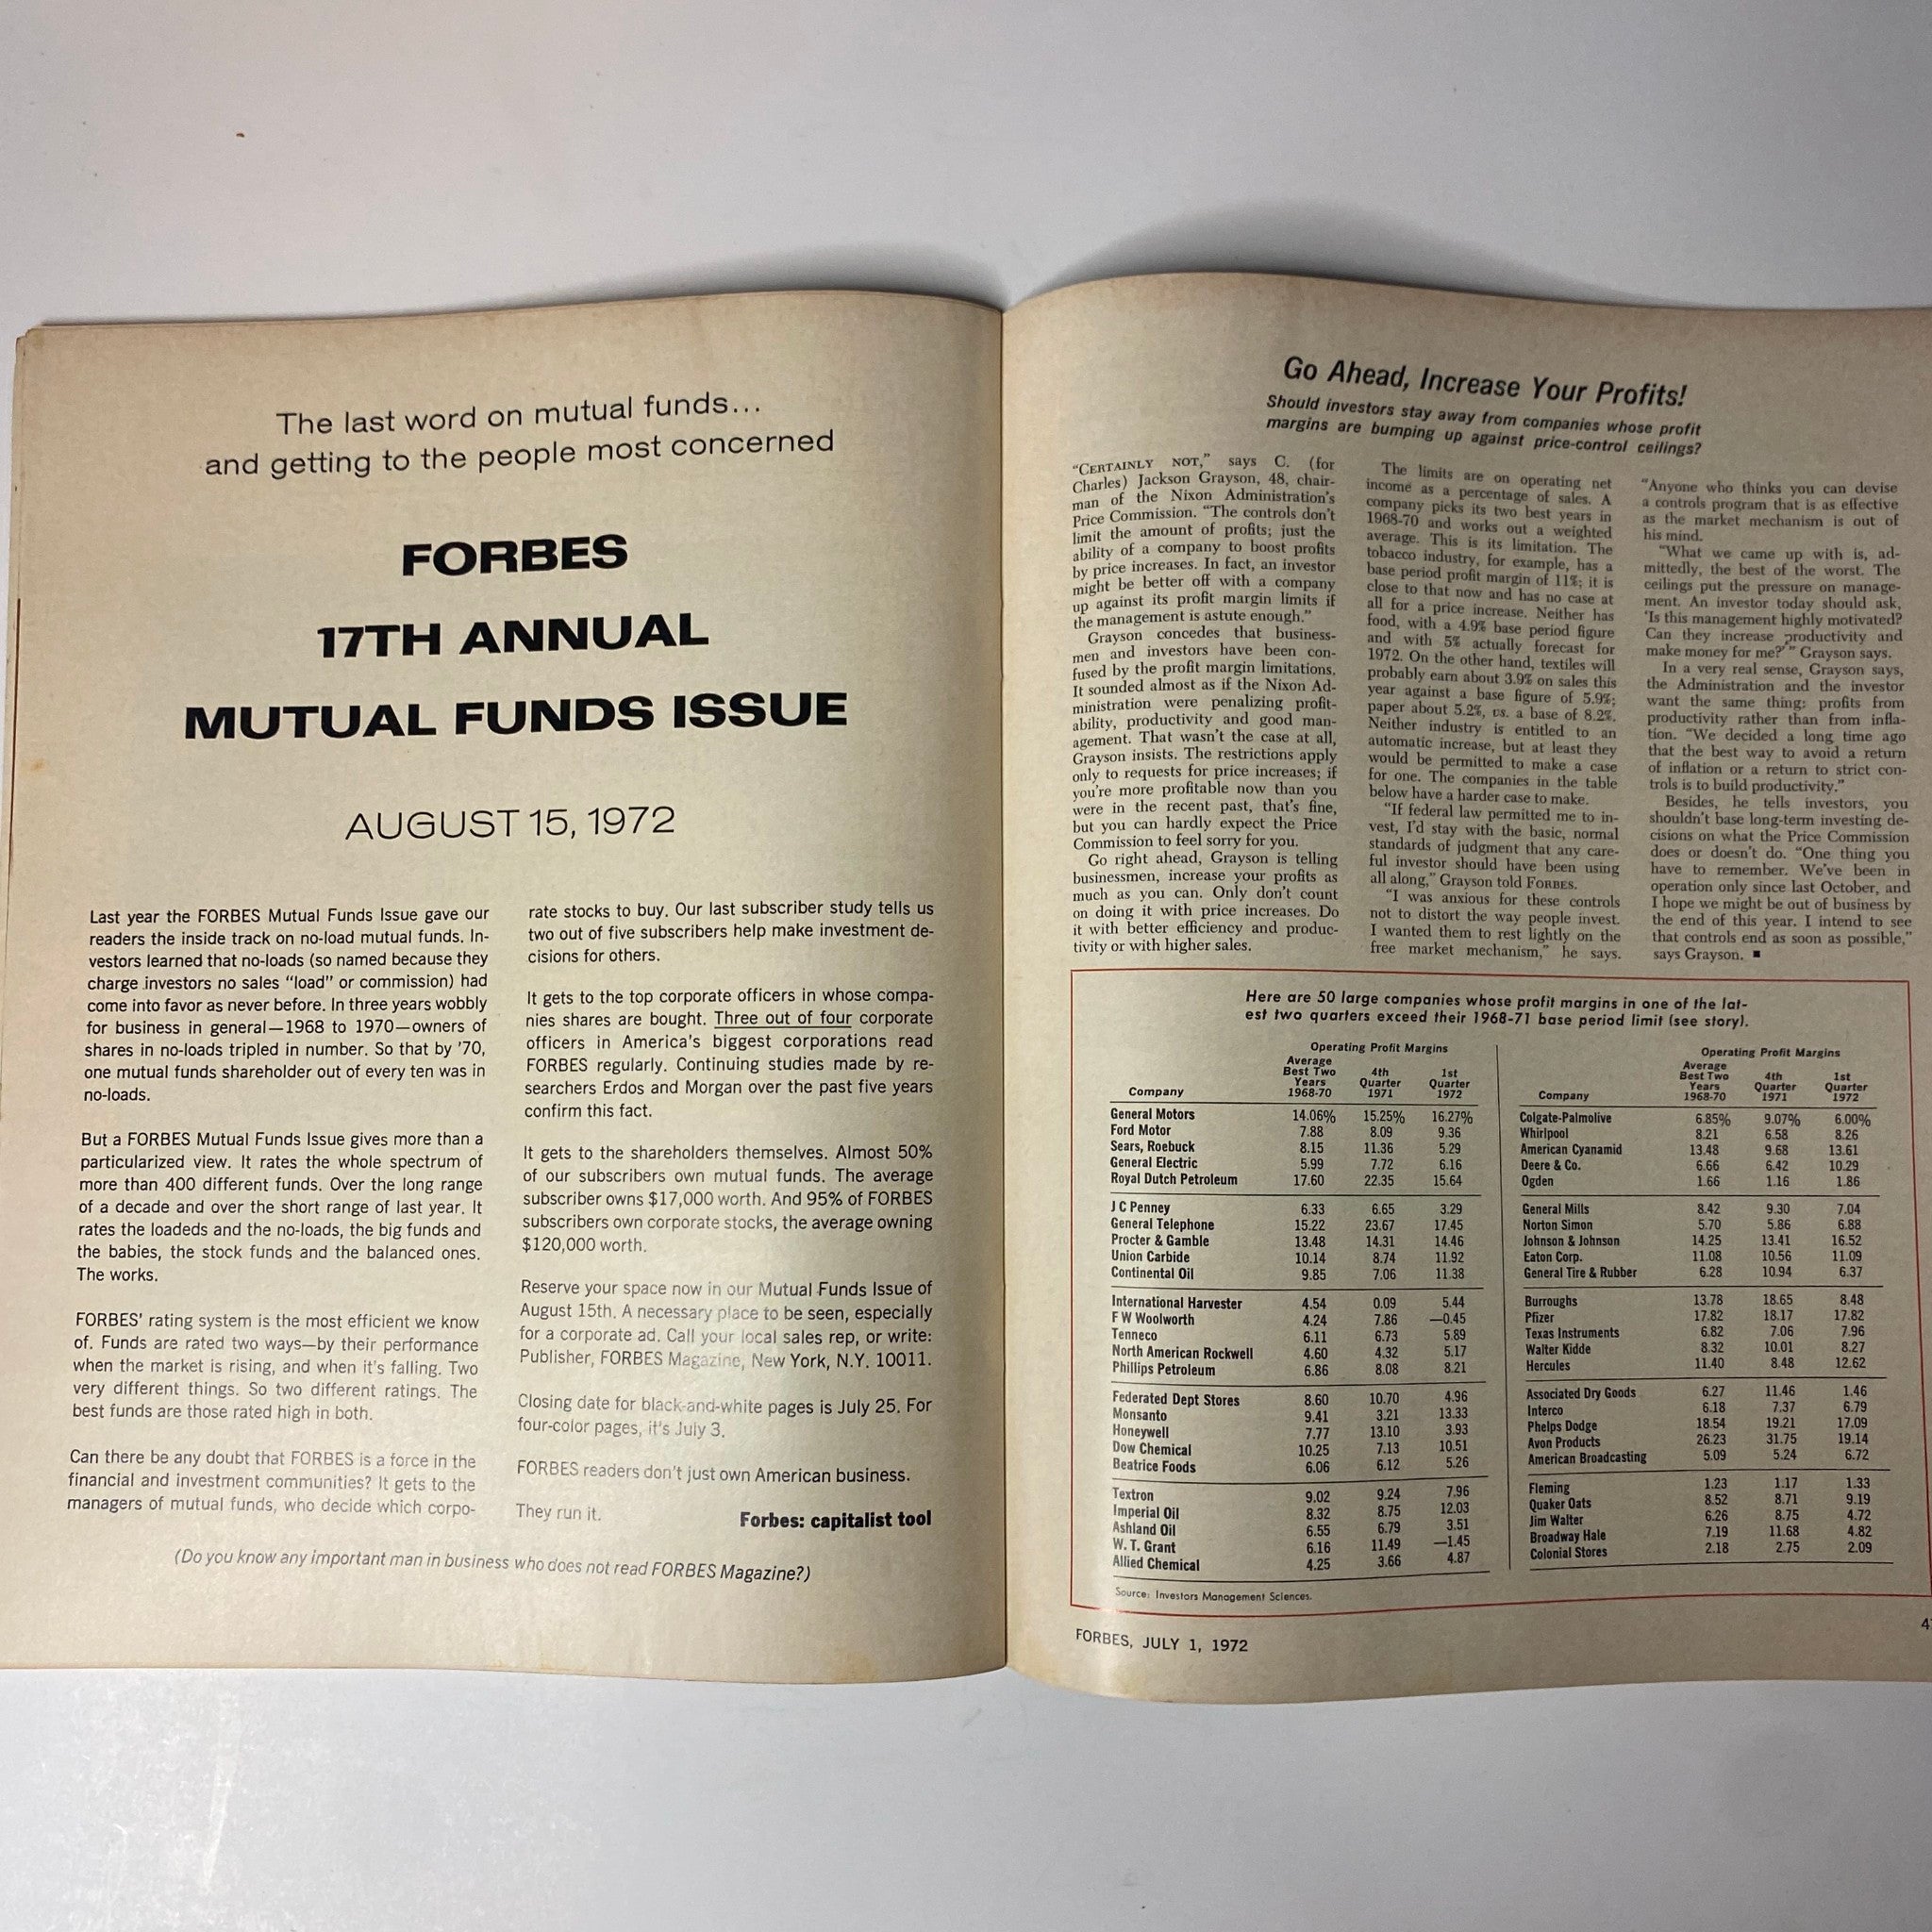 The last word on mutual funds...
and getting to the people most concerned
FORBES
17TH ANNUAL
MUTUAL FUNDS ISSUE
AUGUST 15, 1972
Last year the FORBES Mutual Funds Issue gave our
readers the inside track on no-load mutual funds. In-
vestors learned that no-loads (so named because they
charge investors no sales "load" or commission) had
come into favor as never before. In three years wobbly
for business in general—1968 to 1970—owners of
shares in no-loads tripled in number. So that by '70,
one mutual funds shareholder out of every ten was in
no-loads.
But a FORBES Mutual Funds Issue gives more than a
particularized view. It rates the whole spectrum of
more than 400 different funds. Over the long range
of a decade and over the short range of last year. It
rates the loadeds and the no-loads, the big funds and
the babies, the stock funds and the balanced ones.
The works.
FORBES' rating system is the most efficient we know
of. Funds are rated two ways—by their performance
when the market is rising, and when it's falling. Two
very different things. So two different ratings. The
best funds are those rated high in both.
Can there be any doubt that FORBES is a force in the
financial and investment communities? It gets to the
managers of mutual funds, who decide which corpo-
rate stocks to buy. Our last subscriber study tells us
two out of five subscribers help make investment de-
cisions for others.
It gets to the top corporate officers in whose compa-
nies shares are bought. Three out of four corporate
officers in America's biggest corporations read
FORBES regularly. Continuing studies made by re-
searchers Erdos and Morgan over the past five years
confirm this fact.
It gets to the shareholders themselves. Almost 50%
of our subscribers own mutual funds. The average
subscriber owns $17,000 worth. And 95% of FORBES
subscribers own corporate stocks, the average owning
$120,000 worth.
Reserve your space now in our Mutual Funds Issue of
August 15th. A necessary place to be seen, especially
for a corporate ad. Call your local sales rep, or write:
Publisher, FORBES Magazine, New York, N.Y. 10011.
Closing date for black-and-white pages is July 25. For
four-color pages, it's July 3.
FORBES readers don't just own American business.
They run it.
Forbes: capitalist tool
(Do you know any important man in business who does not read FORBES Magazine?)
Go Ahead, Increase Your Profits!
Should investors stay away from companies whose profit
margins are bumping up against price-control ceilings?
"CERTAINLY NOT," says C. (for
Charles) Jackson Grayson, 48, chair-
man of the Nixon Administration's
Price Commission. "The controls don't
limit the amount of profits; just the
ability of a company to boost profits
by price increases. In fact, an investor
might be better off with a company
up against its profit margin limits if
the management is astute enough."
Grayson concedes that business-
men and investors have been con-
fused by the profit margin limitations.
It sounded almost as if the Nixon Ad-
ministration were penalizing profit-
ability, productivity and good man-
agement. That wasn't the case at all,
Grayson insists. The restrictions apply
only to requests for price increases; if
you're more profitable now than you
were in the recent past, that's fine,
but you can hardly expect the Price
Commission to feel sorry for you.
Go right ahead, Grayson is telling
businessmen, increase your profits as
much as you can. Only don't count
on doing it with price increases. Do
it with better efficiency and produc-
tivity or with higher sales.
The limits are on operating net
income as a percentage of sales. A
company picks its two best years in
1968-70 and works out a weighted
average. This is its limitation. The
tobacco industry, for example, has a
base period profit margin of 11%; it is
close to that now and has no case at
all for a price increase. Neither has
food, with a 4.9% base period figure
and with 5% actually forecast for
1972. On the other hand, textiles will
probably earn about 3.9% on sales this
year against a base figure of 5.9%;
paper about 5.2%, vs. a base of 8.2%.
Neither industry is entitled to an
automatic increase, but at least they
would be permitted to make a case
for one. The companies in the table
below have a harder case to make.
"If federal law permitted me to in-
vest, I'd stay with the basic, normal
standards of judgment that any care-
ful investor should have been using
all along," Grayson told FORBES.
"I was anxious for these controls
not to distort the way people invest.
I wanted them to rest lightly on the
free market mechanism," he says.
"Anyone who thinks you can devise
a controls program that is as effective
as the market mechanism is out of
his mind.
"What we came up with is, ad-
mittedly, the best of the worst. The
ceilings put the pressure on manage-
ment. An investor today should ask,
'Is this management highly motivated?
Can they increase productivity and
make money for me?' " Grayson says.
In a very real sense, Grayson says,
the Administration and the investor
want the same thing: profits from
productivity rather than from infla-
tion. "We decided a long time ago
that the best way to avoid a return
of inflation or a return to strict con-
trols is to build productivity."
Besides, he tells investors, you
shouldn't base long-term investing de-
cisions on what the Price Commission
does or doesn't do. "One thing you
have to remember. We've been in
operation only since last October, and
I hope we might be out of business by
the end of this year. I intend to see
that controls end as soon as possible,"
says Grayson. ■
Here are 50 large companies whose profit margins in one of the lat-
est two quarters exceed their 1968-71 base period limit (see story).
Operating Profit Margins
Company Average Best Two Years 1968-70 4th Quarter 1971 1st Quarter 1972
General Motors 14.06% 15.25% 16.27%
Ford Motor 7.88 8.09 9.36
Sears, Roebuck 8.15 11.36 5.29
General Electric 5.99 7.72 6.16
Royal Dutch Petroleum 17.60 22.35 15.64
J C Penney 6.33 6.65 3.29
General Telephone 15.22 23.67 17.45
Procter & Gamble 13.48 14.31 14.46
Union Carbide 10.14 8.74 11.92
Continental Oil 9.85 7.06 11.38
International Harvester 4.54 0.09 5.44
F W Woolworth 4.24 7.86 —0.45
Tenneco 6.11 6.73 5.89
North American Rockwell 4.60 4.32 5.17
Phillips Petroleum 6.86 8.08 8.21
Federated Dept Stores 8.60 10.70 4.96
Monsanto 9.41 3.21 13.33
Honeywell 7.77 13.10 3.93
Dow Chemical 10.25 7.13 10.51
Beatrice Foods 6.06 6.12 5.26
Textron 9.02 9.24 7.96
Imperial Oil 8.32 8.75 12.03
Ashland Oil 6.55 6.79 3.51
W. T. Grant 6.16 11.49 —1.45
Allied Chemical 4.25 3.66 4.87
Operating Profit Margins
Company Average Best Two Years 1968-70 4th Quarter 1971 1st Quarter 1972
Colgate-Palmolive 6.85% 9.07% 6.00%
Whirlpool 8.21 6.58 8.26
American Cyanamid 13.48 9.68 13.61
Deere & Co. 6.66 6.42 10.29
Ogden 1.66 1.16 1.86
General Mills 8.42 9.30 7.04
Norton Simon 5.70 5.86 6.88
Johnson & Johnson 14.25 13.41 16.52
Eaton Corp. 11.08 10.56 11.09
General Tire & Rubber 6.28 10.94 6.37
Burroughs 13.78 18.65 8.48
Pfizer 17.82 18.17 17.82
Texas Instruments 6.82 7.06 7.96
Walter Kidde 8.32 10.01 8.27
Hercules 11.40 8.48 12.62
Associated Dry Goods 6.27 11.46 1.46
Interco 6.18 7.37 6.79
Phelps Dodge 18.54 19.21 17.09
Avon Products 26.23 31.75 19.14
American Broadcasting 5.09 5.24 6.72
Fleming 1.23 1.17 1.33
Quaker Oats 8.52 8.71 9.19
Jim Walter 6.26 8.75 4.72
Broadway Hale 7.19 11.68 4.82
Colonial Stores 2.18 2.75 2.09
Source: Investors Management Sciences.
FORBES, JULY 1, 1972